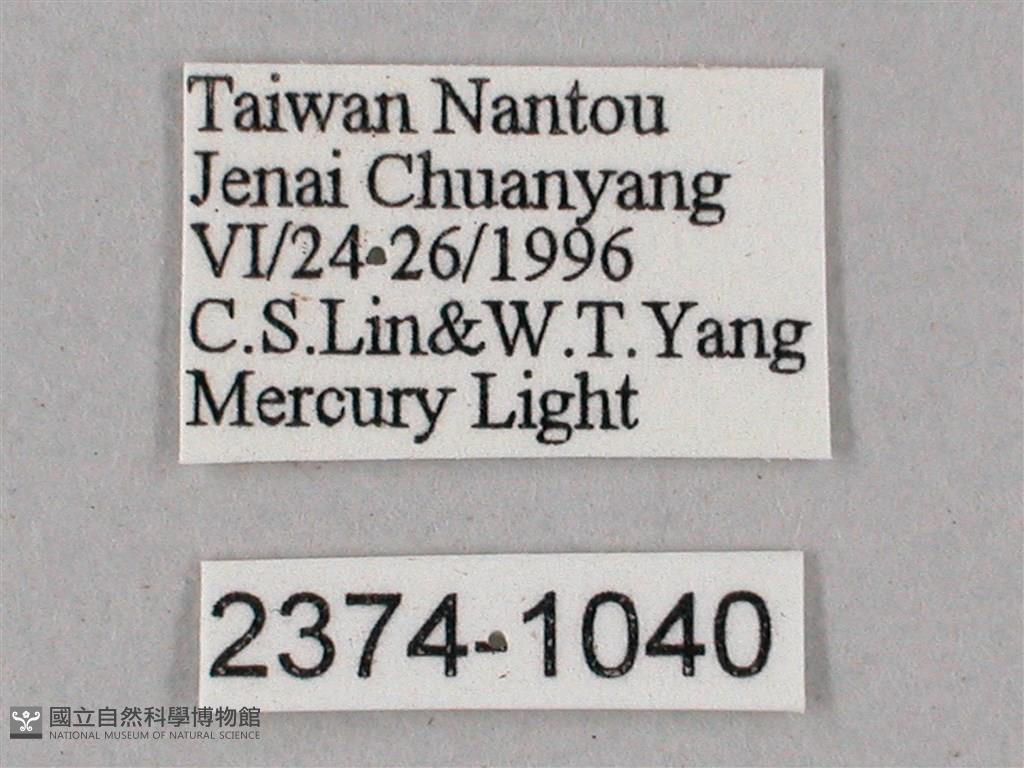 Taiwan Nantou
Jenai Chuanyang
VI/24-26/1996
C.S.Lin&W.T.Yang
Mercury Light
2374-1040
國立自然科學博物館
NATIONAL MUSEUM OF NATURAL SCIENCE